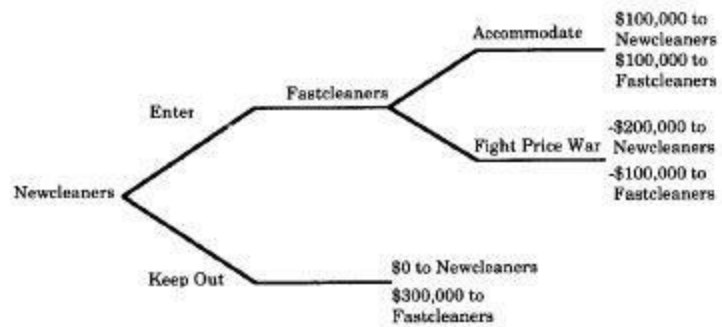 Accommodate
$100,000 to
Newcleaners
$100,000 to
Fastcleaners
Fastcleaners
Enter
Fight Price War
-$200,000 to
Newcleaners
-$100,000 to
Fastcleaners
Newcleaners
Keep Out
$0 to Newcleaners
$300,000 to
Fastcleaners